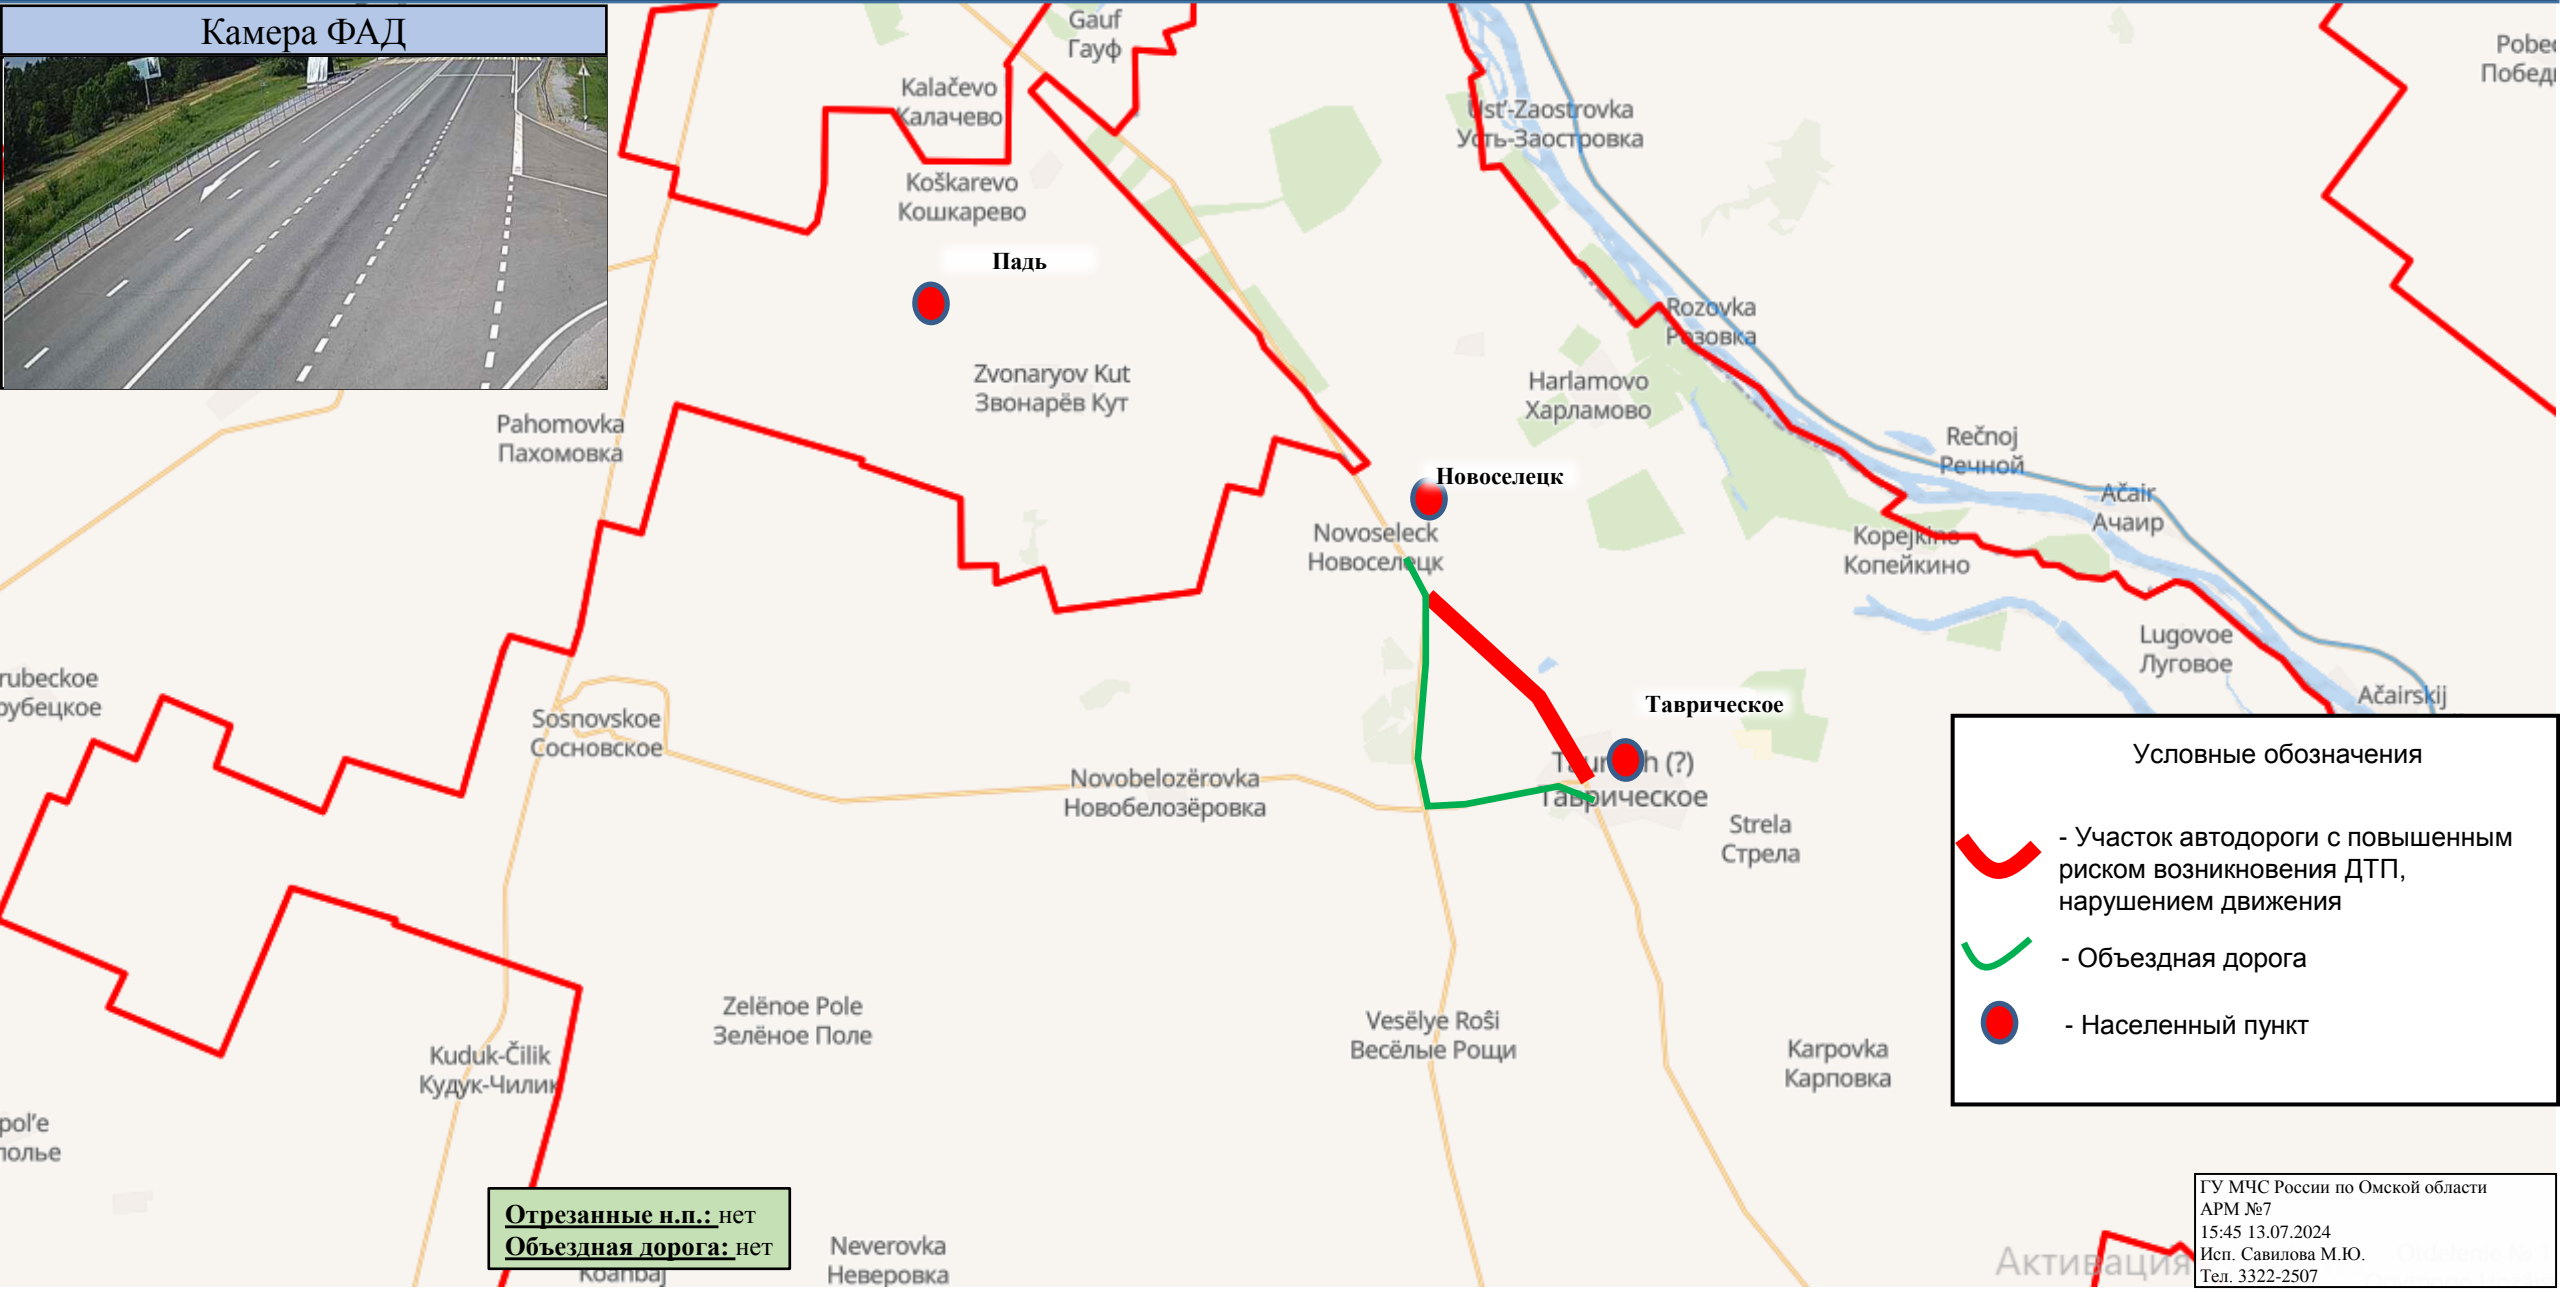 Камера ФАД
Gauf
Гауф
Kalačevo
Калачево
Koškarevo
Кошкарево
Падь
Ust'-Zaostrovka
Усть-Заостровка
Rozovka
Розовка
Zvonaryov Kut
Звонарёв Кут
Harlamovo
Харламово
Pahomovka
Пахомовка
Rečnoj
Речной
Новоселецк
Ačair
Ачаир
Novoseleck
Новоселецк
Kopejkino
Копейкино
Lugovoe
Луговое
rubeckoe
рубецкое
Ačairskij
Таврическое
Sosnovskoe
Сосновское
Novobelozërovka
Новобелозёровка
h (?)
Таврическое
Strela
Стрела
Условные обозначения
- Участок автодороги с повышенным
риском возникновения ДТП,
нарушением движения
- Объездная дорога
- Населенный пункт
Zelënoe Pole
Зелёное Поле
Vesëlye Roŝi
Весёлые Рощи
Kuduk-Čilik
Кудук-Чилик
Karpovka
Карповка
pol'e
полье
Отрезанные н.п.: нет
Объездная дорога: нет
Neverovka
Неверовка
ГУ МЧС России по Омской области
АРМ №7
15:45 13.07.2024
Исп. Савилова М.Ю.
Тел. 3322-2507
Активация